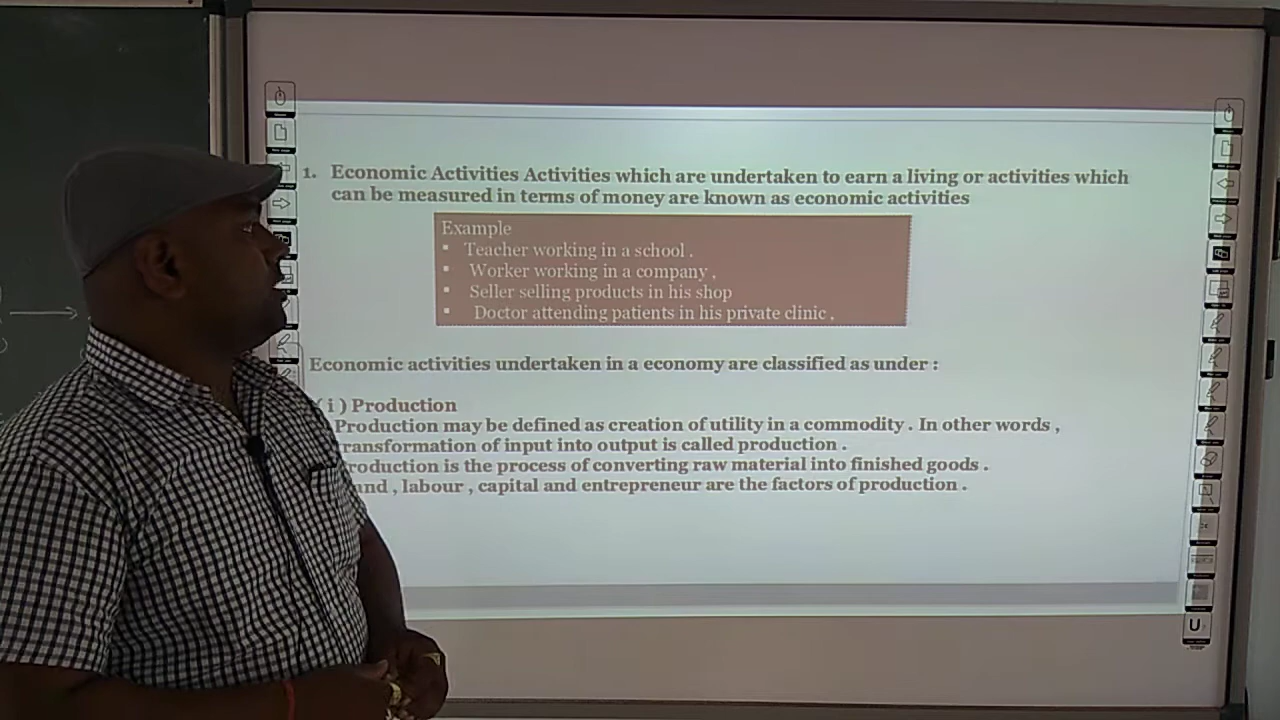 1. Economic Activities Activities which are undertaken to earn a living or activities which
can be measured in terms of money are known as economic activities
Example
▪ Teacher working in a school .
▪ Worker working in a company ,
▪ Seller selling products in his shop
▪ Doctor attending patients in his private clinic .
Economic activities undertaken in a economy are classified as under :
( i ) Production
Production may be defined as creation of utility in a commodity . In other words ,
ransformation of input into output is called production .
roduction is the process of converting raw material into finished goods .
and , labour , capital and entrepreneur are the factors of production .
U